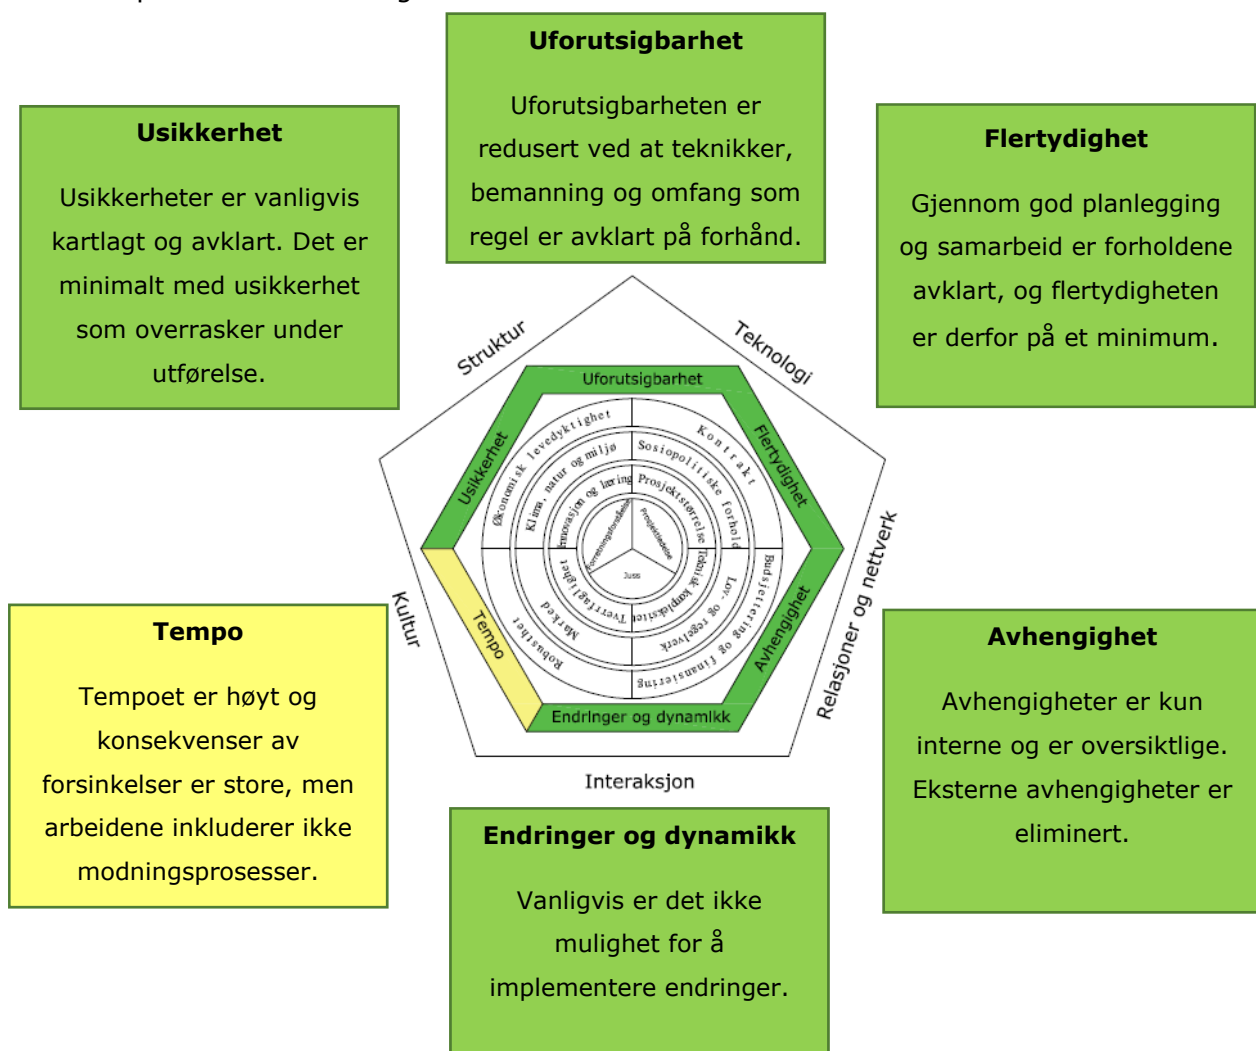 Uforutsigbarhet
Uforutsigbarheten er
redusert ved at teknikker,
bemanning og omfang som
regel er avklart på forhånd.
Usikkerhet
Usikkerheter er vanligvis
kartlagt og avklart. Det er
minimalt med usikkerhet
som overrasker under
utførelse.
Flertydighet
Gjennom god planlegging
og samarbeid er forholdene
avklart, og flertydigheten
er derfor på et minimum.
Struktur
Teknologi
Uforutsigbarhet
Usikkerhet
Flertydighet
Økonomisk levedyktighet
Kontrakt
Klima, natur og miljø
Sosiopolitiske forhold
Innovasjon og læring
Prosjektstørrelse
Forretningsforståelse
Prosjektledelse
Juss
Tverrfaglighet
Teknisk kompleksitet
Marked
Lov- og regelverk
Robusthet
Budsjettering og finansiering
Tempo
Avhengighet
Endringer og dynamikk
Kultur
Relasjoner og nettverk
Interaksjon
Tempo
Tempoet er høyt og
konsekvenser av
forsinkelser er store, men
arbeidene inkluderer ikke
modningsprosesser.
Avhengighet
Avhengigheter er kun
interne og er oversiktlige.
Eksterne avhengigheter er
eliminert.
Endringer og dynamikk
Vanligvis er det ikke
mulighet for å
implementere endringer.